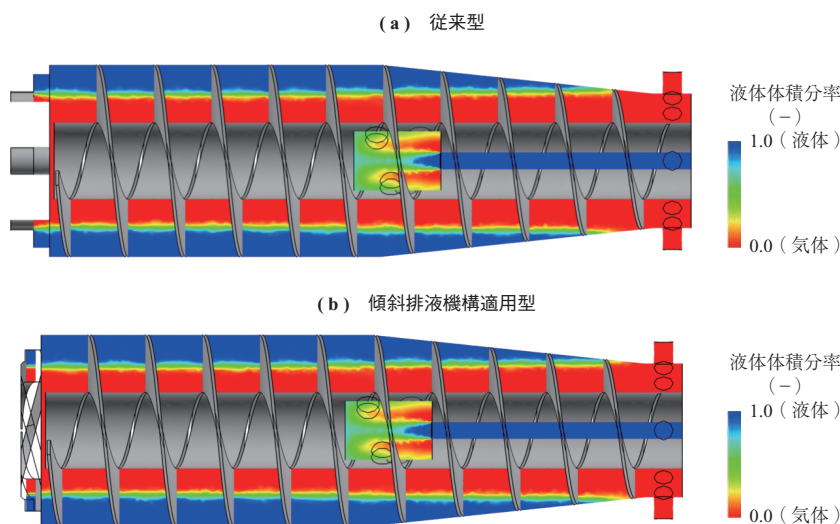 ( a ) 従来型
液体体積分率
( − )
1.0 ( 液体 )
0.0 ( 気体 )
( b ) 傾斜排液機構適用型
液体体積分率
( − )
1.0 ( 液体 )
0.0 ( 気体 )